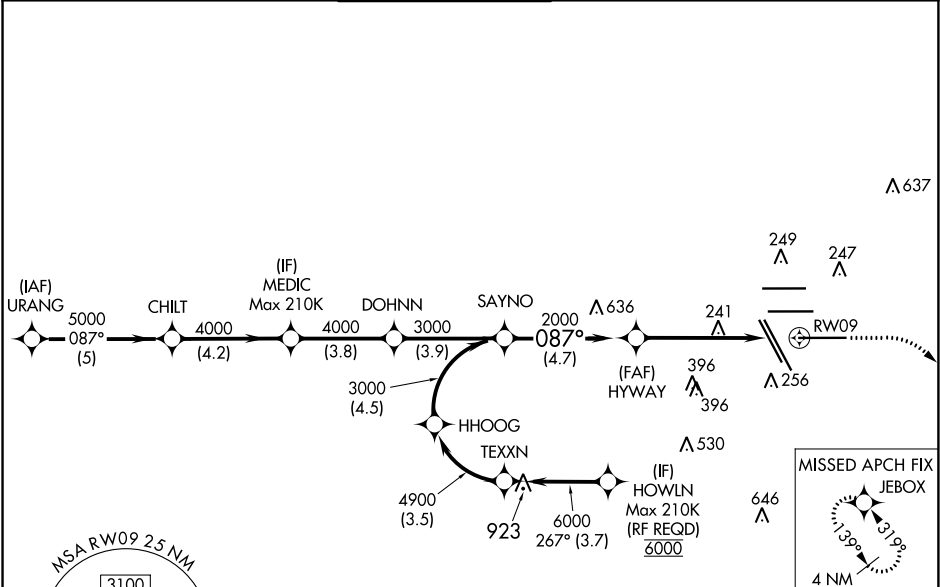 637
249
247
(IAF)
URANG
CHILT
(IF)
MEDIC
Max 210K
DOHNN
SAYNO
636
241
RW09
5000
087°
(5)
4000
(4.2)
4000
(3.8)
3000
(3.9)
2000
087°
(4.7)
(FAF)
HYWAY
396
396
256
3000
(4.5)
HHOOG
530
TEXXN
(IF)
HOWLN
Max 210K
(RF REQD)
6000
4900
(3.5)
923
6000
267° (3.7)
646
MISSED APCH FIX
JEBOX
139°
319°
4 NM
MSA RW09 25 NM
3100